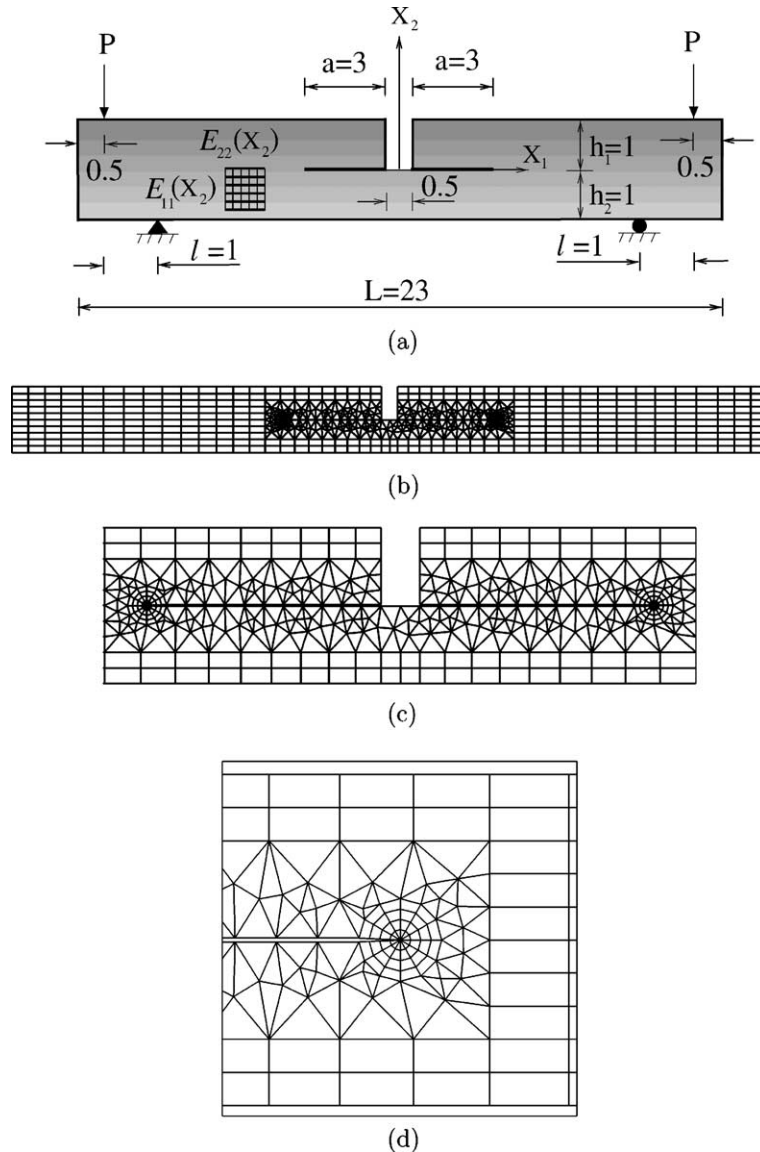 X₂
P
P
a=3
a=3
E₂₂(X₂)
X₁
h₁=1
0.5
0.5
E₁₁(X₂)
0.5
h₂=1
l=1
l=1
L=23
(a)
(b)
(c)
(d)